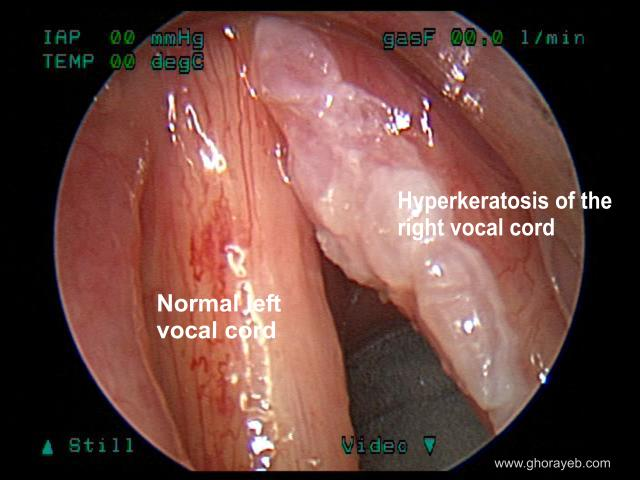 IAP 00 mmHg gasF 00.0 l/min
TEMP 00 degC
Hyperkeratosis of the
right vocal cord
Normal left
vocal cord
▲ Still Video ▼
www.ghorayeb.com